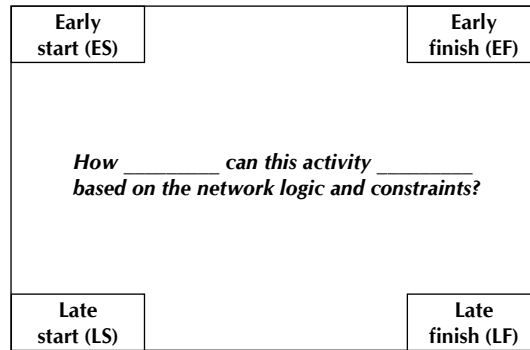 Early
start (ES)
Early
finish (EF)
How _________ can this activity _________
based on the network logic and constraints?
Late
start (LS)
Late
finish (LF)